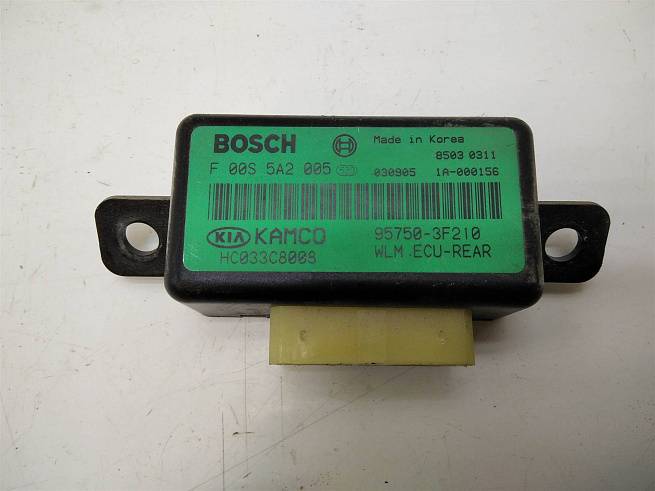 BOSCH Made in Korea
8503 0311
F 00S 5A2 005 030905 1A-000156
KIA KAMCO 95750-3F210
HC033C8008 WLM ECU-REAR